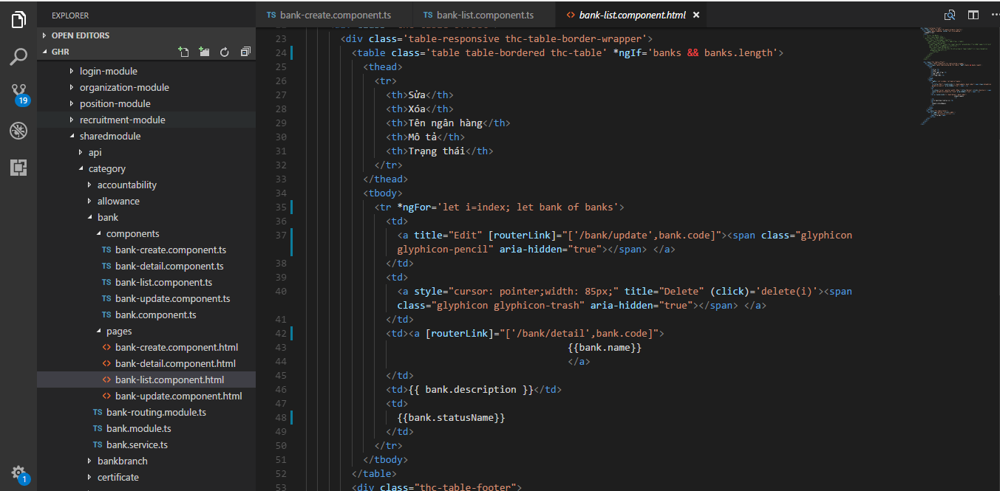 EXPLORER
TS bank-create.component.ts
TS bank-list.component.ts
<> bank-list.component.html
OPEN EDITORS
GHR
login-module
organization-module
position-module
recruitment-module
sharedmodule
api
category
accountability
allowance
bank
components
TS bank-create.component.ts
TS bank-detail.component.ts
TS bank-list.component.ts
TS bank-update.component.ts
TS bank.component.ts
pages
<> bank-create.component.html
<> bank-detail.component.html
<> bank-list.component.html
<> bank-update.component.html
TS bank-routing.module.ts
TS bank.module.ts
TS bank.service.ts
bankbranch
certificate
19
1
23 <div class='table-responsive thc-table-border-wrapper'>
24 <table class='table table-bordered thc-table' *ngIf='banks && banks.length'>
25 <thead>
26 <tr>
27 <th>Sửa</th>
28 <th>Xóa</th>
29 <th>Tên ngân hàng</th>
30 <th>Mô tả</th>
31 <th>Trạng thái</th>
32 </tr>
33 </thead>
34 <tbody>
35 <tr *ngFor='let i=index; let bank of banks'>
36 <td>
37 <a title="Edit" [routerLink]="['/bank/update',bank.code]"><span class="glyphicon
glyphicon-pencil" aria-hidden="true"></span> </a>
38 </td>
39 <td>
40 <a style="cursor: pointer;width: 85px;" title="Delete" (click)='delete(i)'><span
class="glyphicon glyphicon-trash" aria-hidden="true"></span> </a>
41 </td>
42 <td><a [routerLink]="['/bank/detail',bank.code]">
43 {{bank.name}}
44 </a>
45 </td>
46 <td>{{ bank.description }}</td>
47 <td>
48 {{bank.statusName}}
49 </td>
50 </tr>
51 </tbody>
52 </table>
53 <div class="thc-table-footer">